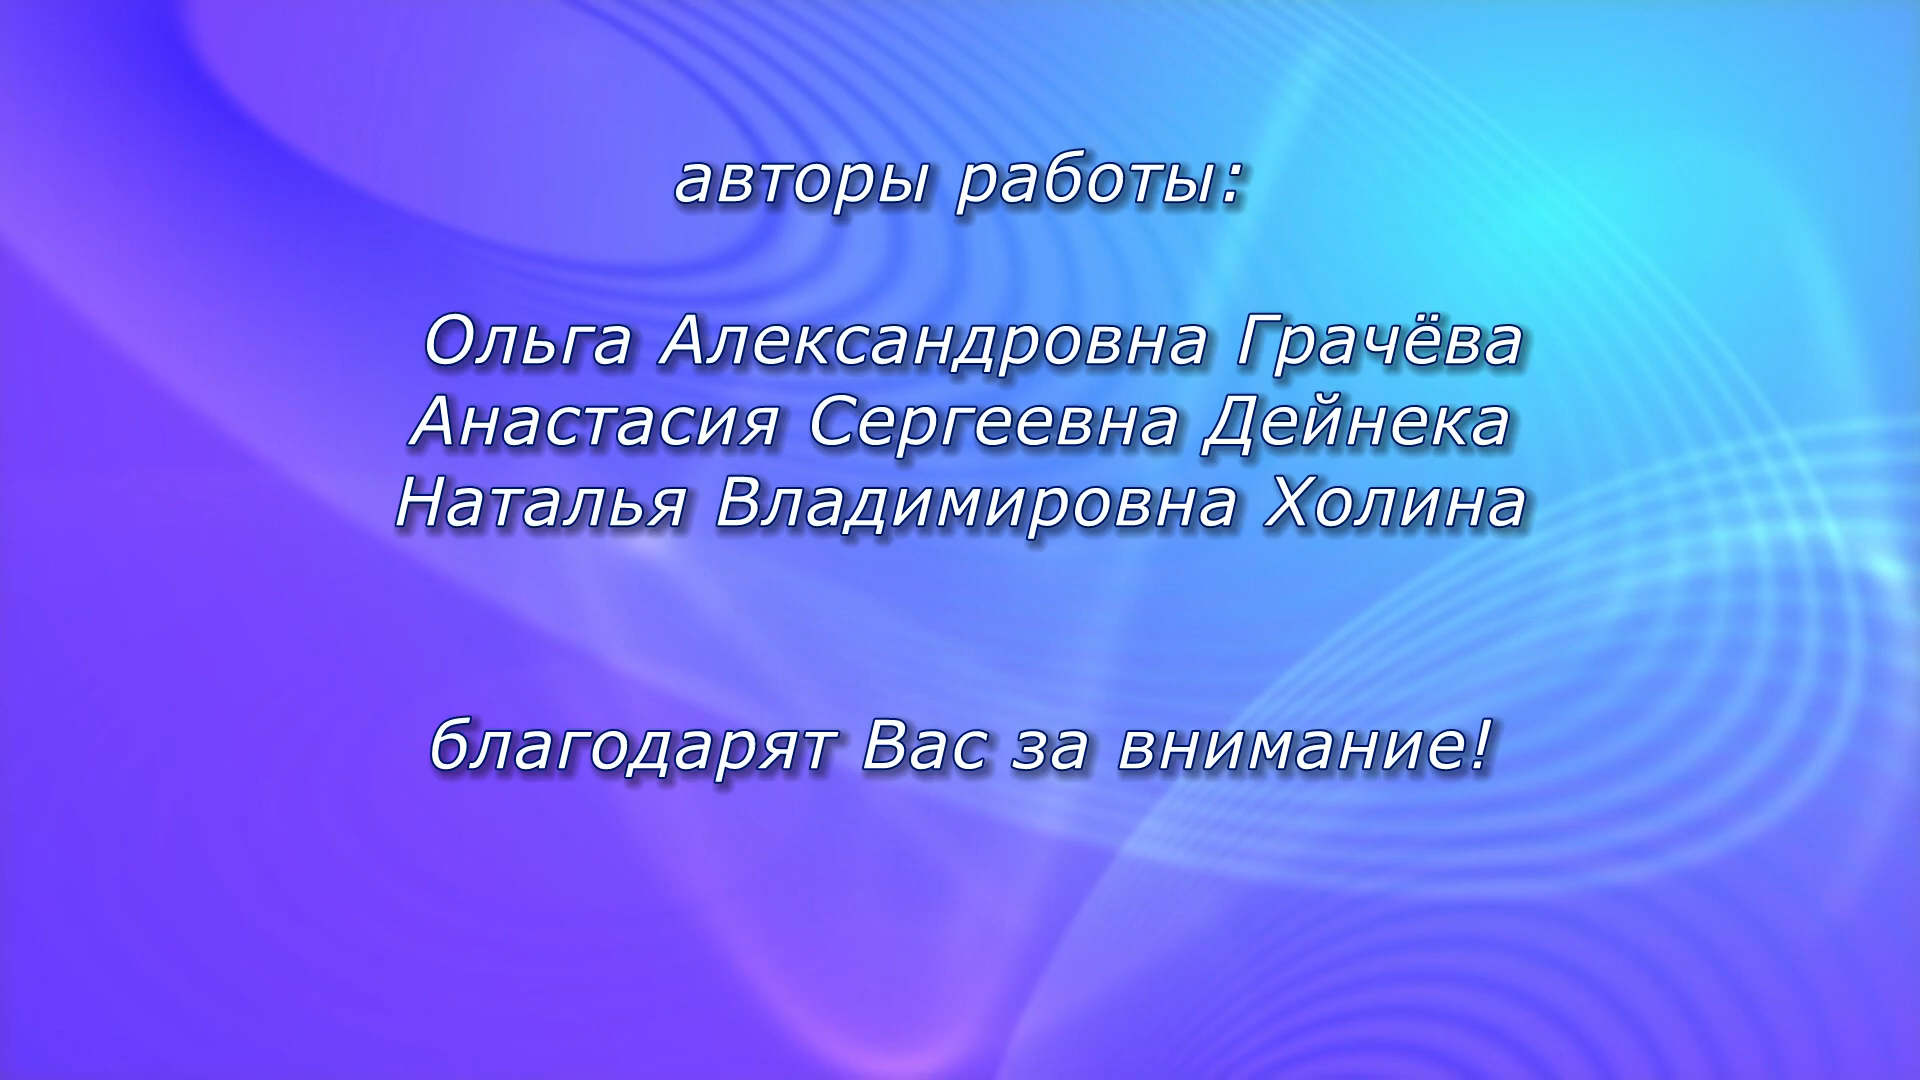 авторы работы:
Ольга Александровна Грачёва
Анастасия Сергеевна Дейнека
Наталья Владимировна Холина
благодарят Вас за внимание!